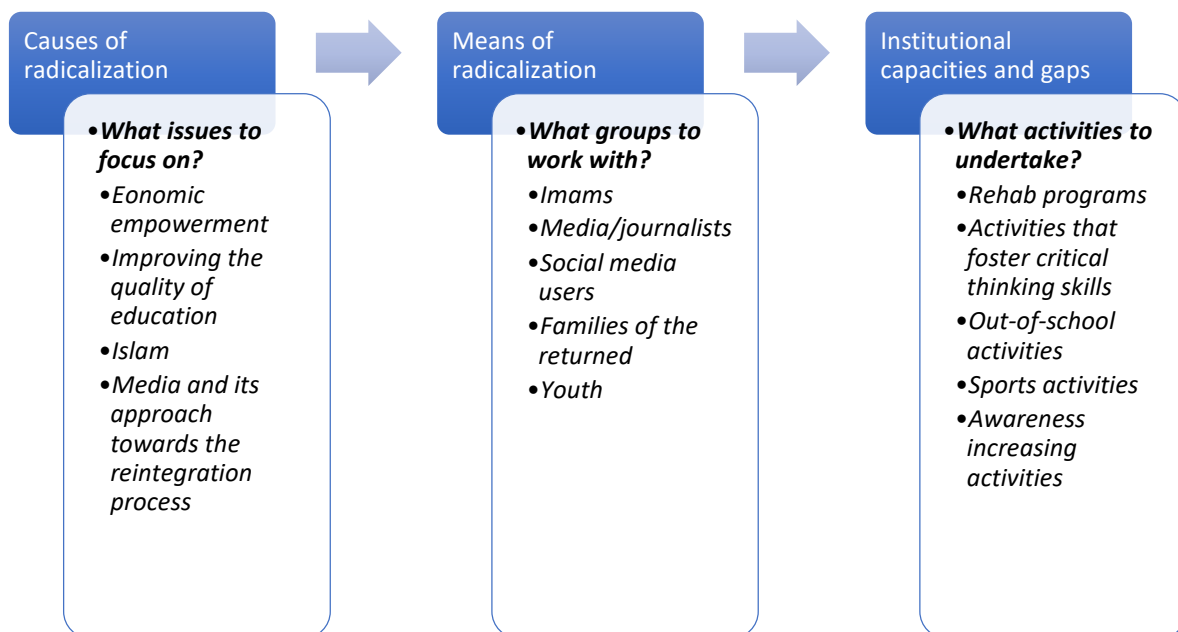 Causes of
radicalization
•What issues to
focus on?
•Eonomic
empowerment
•Improving the
quality of
education
•Islam
•Media and its
approach
towards the
reintegration
process
Means of
radicalization
•What groups to
work with?
•Imams
•Media/journalists
•Social media
users
•Families of the
returned
•Youth
Institutional
capacities and gaps
•What activities to
undertake?
•Rehab programs
•Activities that
foster critical
thinking skills
•Out-of-school
activities
•Sports activities
•Awareness
increasing
activities